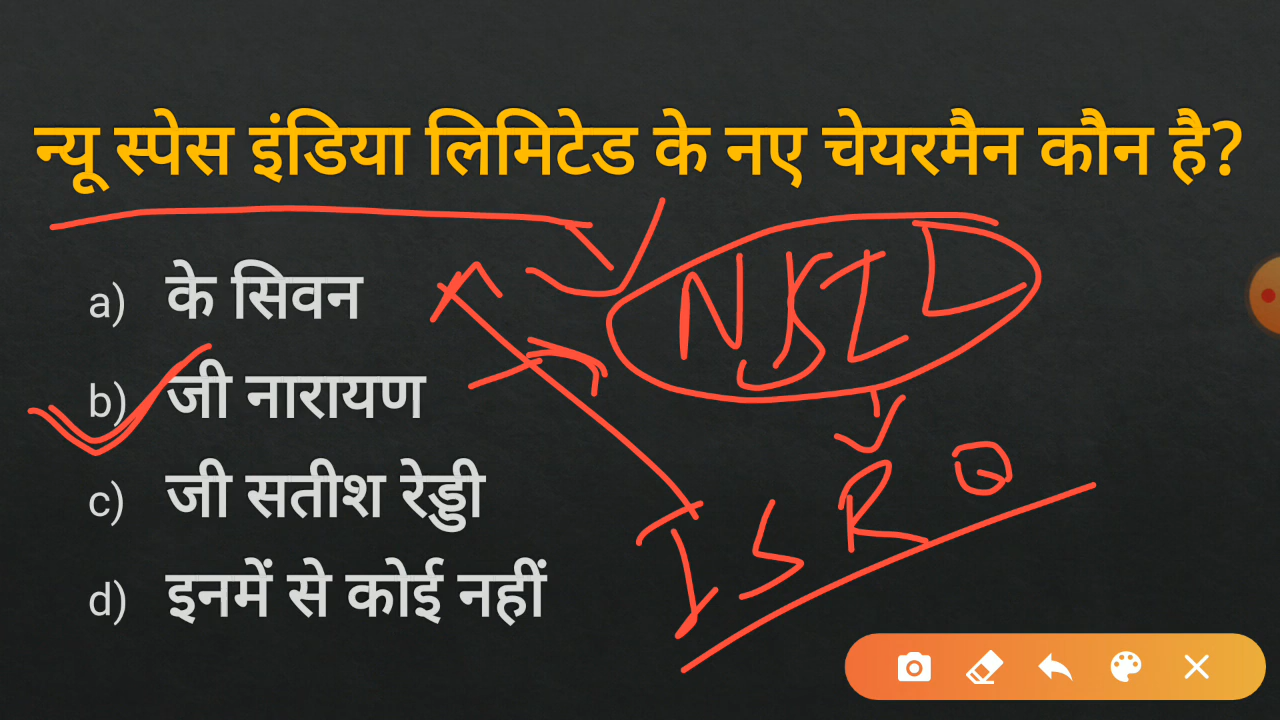 न्यू स्पेस इंडिया लिमिटेड के नए चेयरमैन कौन है?
a) के सिवन
NSIL
b) जी नारायण
c) जी सतीश रेड्डी
ISRO
d) इनमें से कोई नहीं